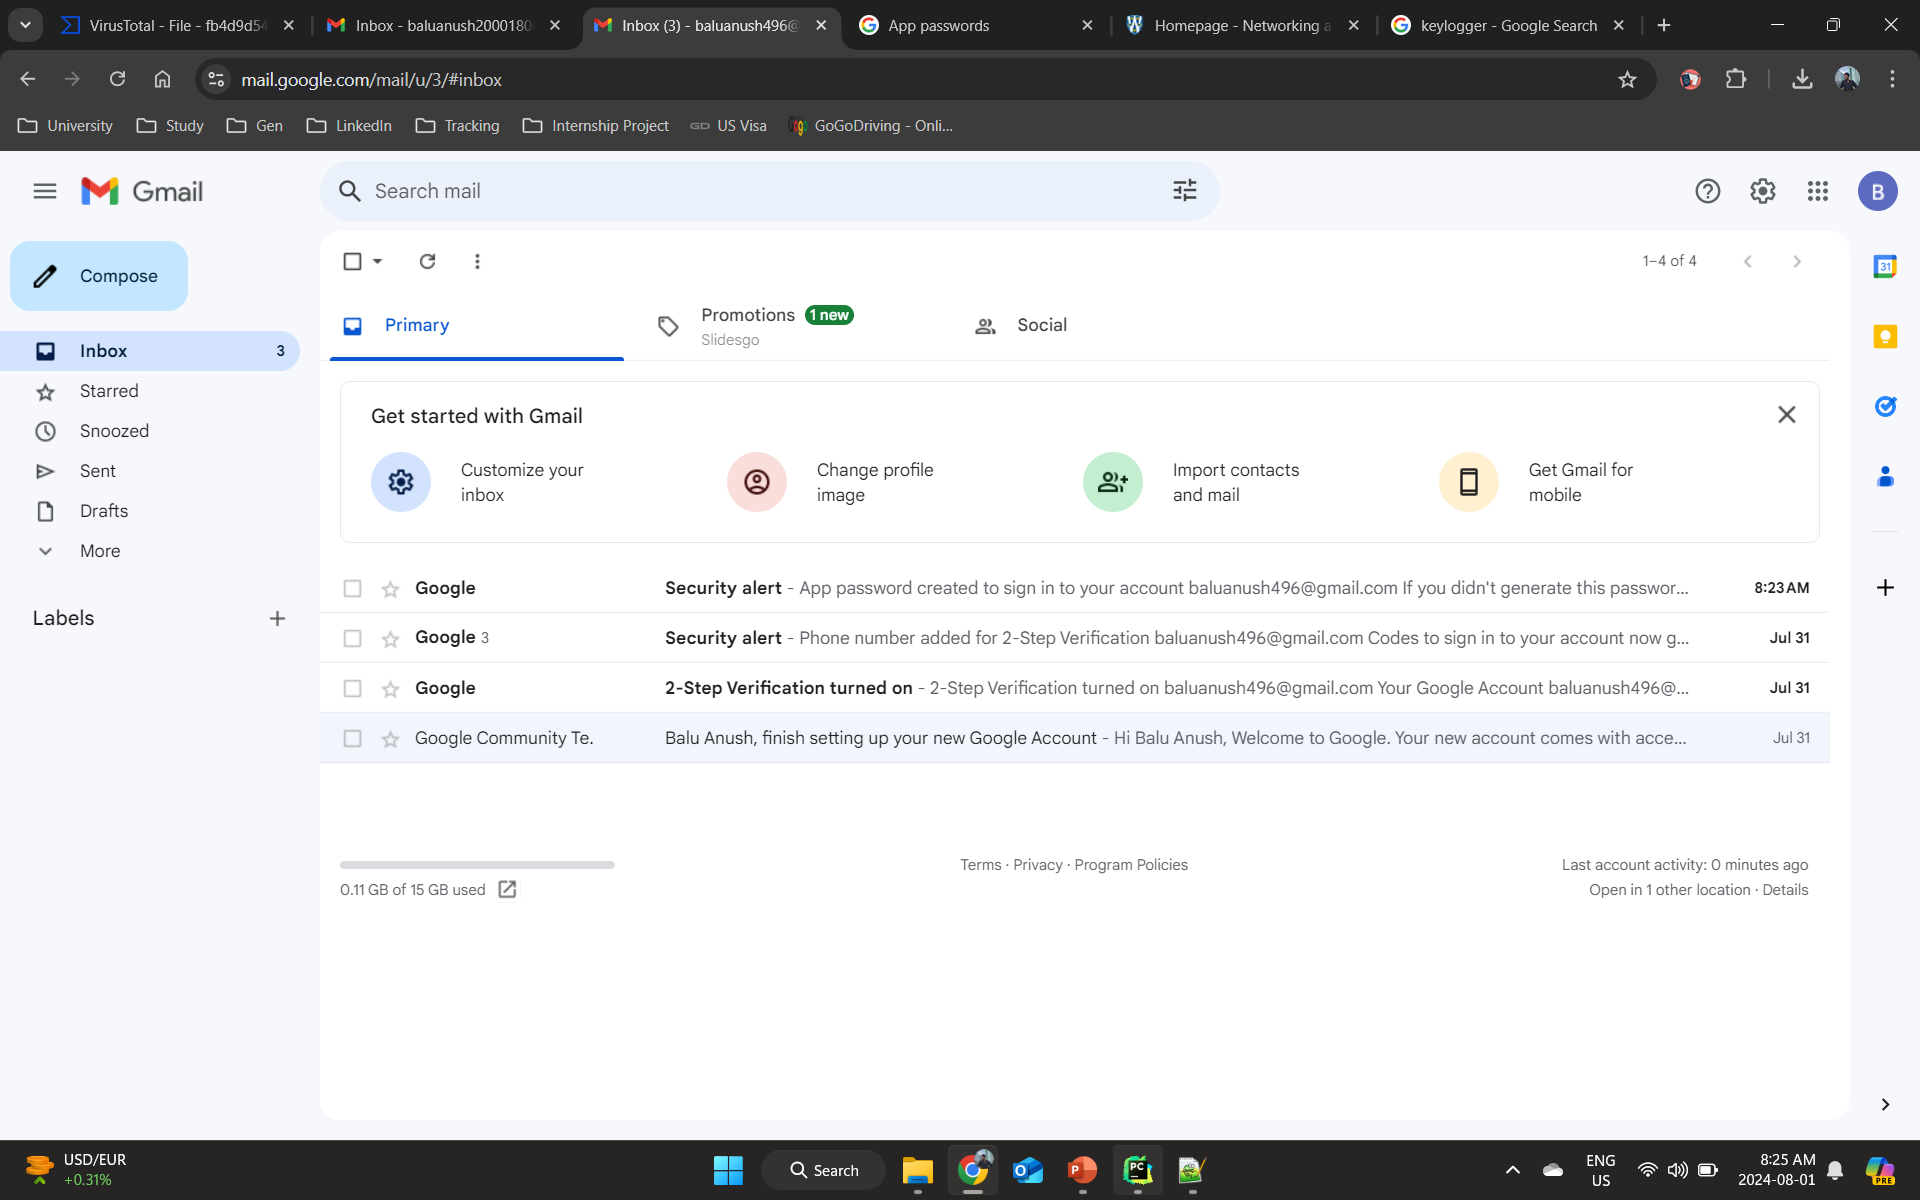 VirusTotal - File - fb4d9d54
Inbox - baluanush2000180
Inbox (3) - baluanush496@
App passwords
Homepage - Networking a
keylogger - Google Search
mail.google.com/mail/u/3/#inbox
University
Study
Gen
LinkedIn
Tracking
Internship Project
GD US Visa
GoGoDriving - Onli...
Gmail
Search mail
B
Compose
1–4 of 4
31
Primary
Promotions 1 new
Slidesgo
Social
Inbox 3
Starred
Snoozed
Sent
Drafts
More
Labels
Get started with Gmail
Customize your
inbox
Change profile
image
Import contacts
and mail
Get Gmail for
mobile
Google Security alert - App password created to sign in to your account baluanush496@gmail.com If you didn't generate this passwor... 8:23 AM
Google 3 Security alert - Phone number added for 2-Step Verification baluanush496@gmail.com Codes to sign in to your account now g... Jul 31
Google 2-Step Verification turned on - 2-Step Verification turned on baluanush496@gmail.com Your Google Account baluanush496@... Jul 31
Google Community Te. Balu Anush, finish setting up your new Google Account - Hi Balu Anush, Welcome to Google. Your new account comes with acce... Jul 31
0.11 GB of 15 GB used
Terms · Privacy · Program Policies
Last account activity: 0 minutes ago
Open in 1 other location · Details
USD/EUR
+0.31%
Search
P
PC
ENG
US
8:25 AM
2024-08-01
PRE